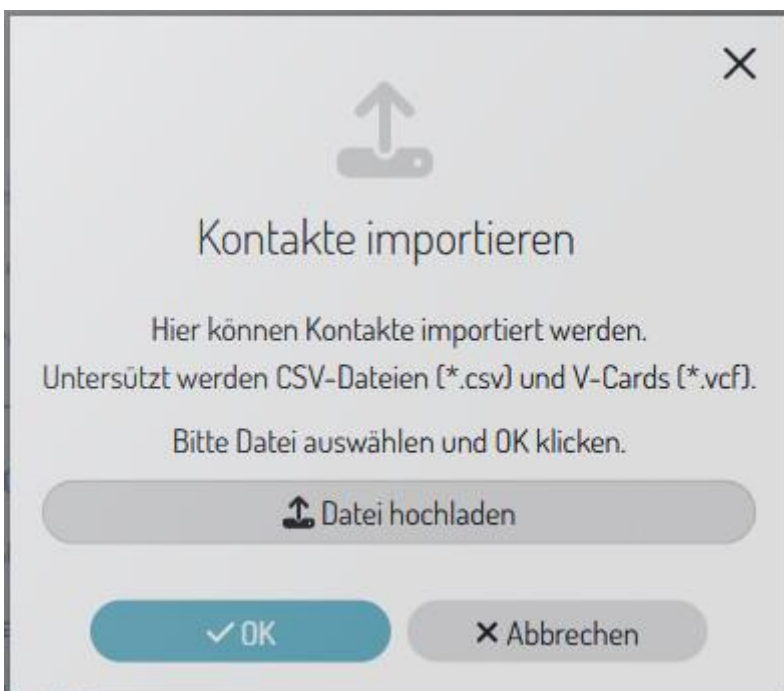 Kontakte importieren
Hier können Kontakte importiert werden.
Untersützt werden CSV-Dateien (*.csv) und V-Cards (*.vcf).
Bitte Datei auswählen und OK klicken.
Datei hochladen
OK
Abbrechen